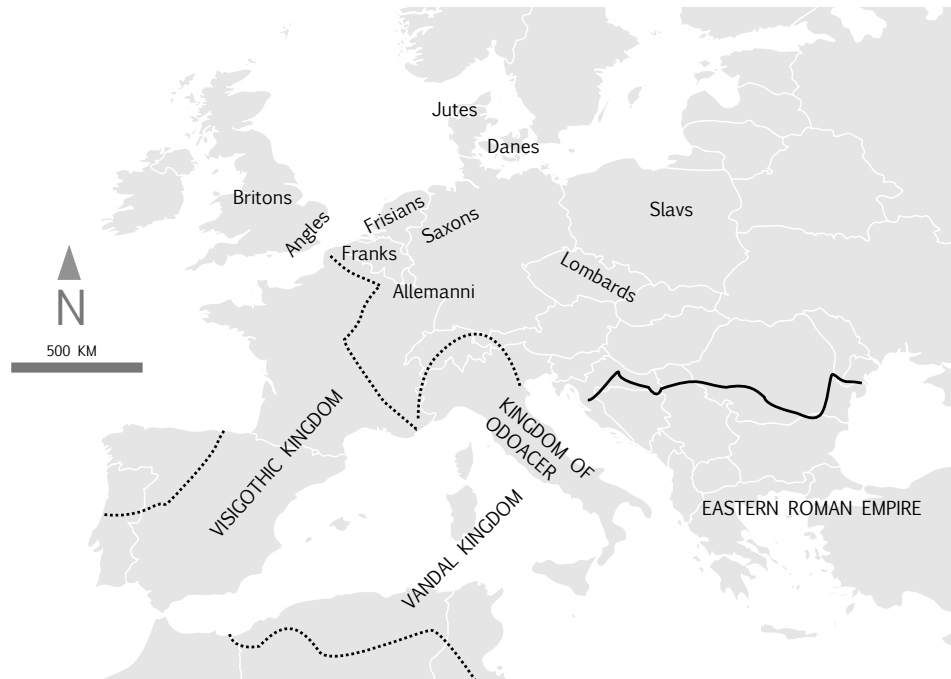 Jutes
Danes
Britons
Angles
Frisians
Saxons
Slavs
Franks
Allemanni
Lombards
N
500 KM
VISIGOTHIC KINGDOM
KINGDOM OF
ODOACER
VANDAL KINGDOM
EASTERN ROMAN EMPIRE